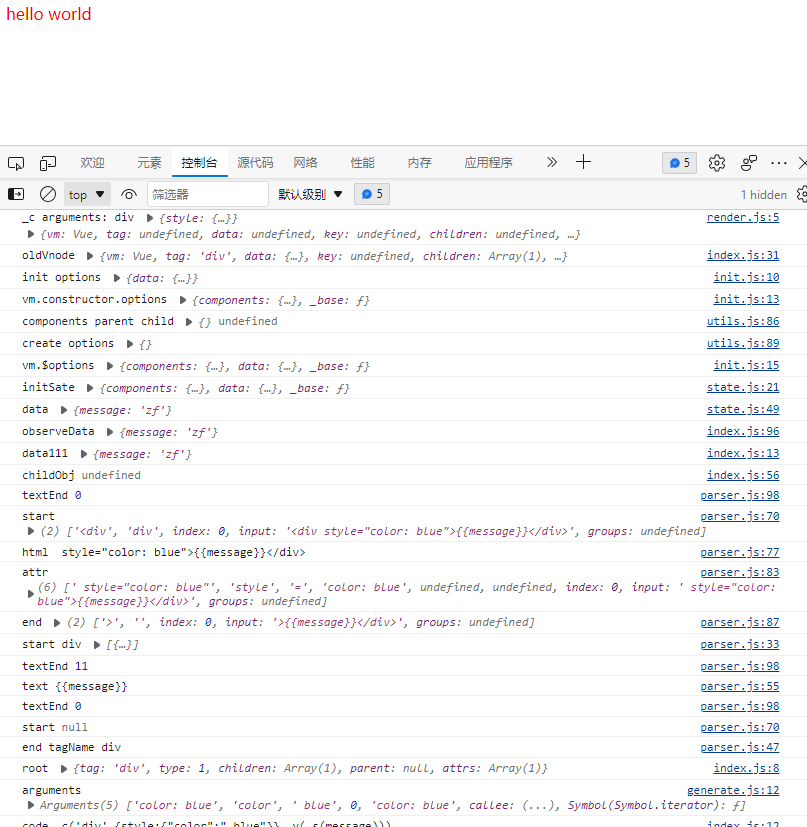 hello world
欢迎 元素 控制台 源代码 网络 性能 内存 应用程序 5
top 筛选器 默认级别 5 1 hidden
_c arguments: div {style: {…}} render.js:5
{vm: Vue, tag: undefined, data: undefined, key: undefined, children: undefined, …}
oldVnode {vm: Vue, tag: 'div', data: {…}, key: undefined, children: Array(1), …} index.js:31
init options {data: {…}} init.js:10
vm.constructor.options {components: {…}, _base: ƒ} init.js:13
components parent child {} undefined utils.js:86
create options {} utils.js:89
vm.$options {components: {…}, data: {…}, _base: ƒ} init.js:15
initSate {components: {…}, data: {…}, _base: ƒ} state.js:21
data {message: 'zf'} state.js:49
observeData {message: 'zf'} index.js:96
data111 {message: 'zf'} index.js:13
childObj undefined index.js:56
textEnd 0 parser.js:98
start parser.js:70
(2) ['<div', 'div', index: 0, input: '<div style="color: blue">{{message}}</div>', groups: undefined]
html style="color: blue">{{message}}</div> parser.js:77
attr parser.js:83
(6) [' style="color: blue"', 'style', '=', 'color: blue', undefined, undefined, index: 0, input: ' style="color:
blue">{{message}}</div>', groups: undefined]
end (2) ['>', '', index: 0, input: '>{{message}}</div>', groups: undefined] parser.js:87
start div [{…}] parser.js:33
textEnd 11 parser.js:98
text {{message}} parser.js:55
textEnd 0 parser.js:98
start null parser.js:70
end tagName div parser.js:47
root {tag: 'div', type: 1, children: Array(1), parent: null, attrs: Array(1)} index.js:8
arguments generate.js:12
Arguments(5) ['color: blue', 'color', ' blue', 0, 'color: blue', callee: (...), Symbol(Symbol.iterator): ƒ]
code _c('div',{style:{"color":" blue"}},_v(_s(message))) index.js:12